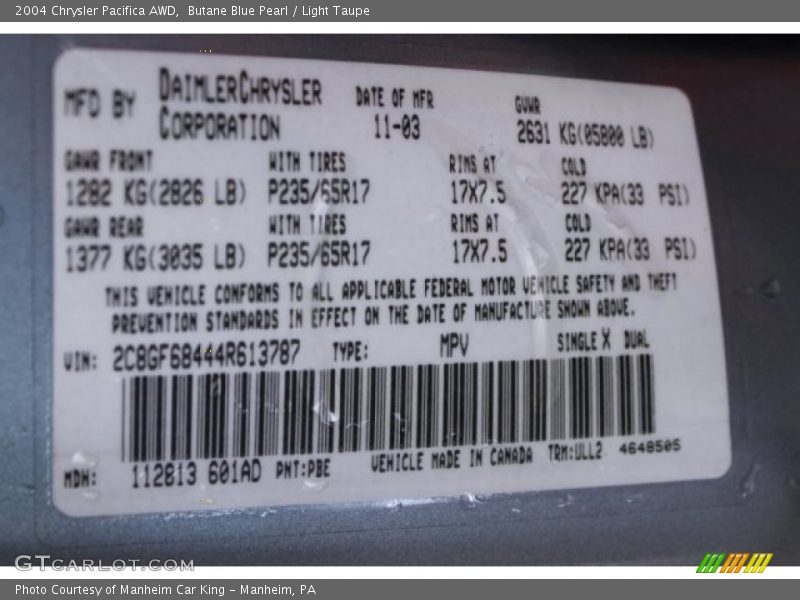 2004 Chrysler Pacifica AWD,  Butane Blue Pearl / Light Taupe
MFD BY DAIMLERCHRYSLER CORPORATION DATE OF MFR 11-03 GVWR 2631 KG(05800 LB)
GAWR FRONT WITH TIRES RIMS AT COLD
1282 KG(2826 LB) P235/65R17 17X7.5 227 KPA(33 PSI)
GAWR REAR WITH TIRES RIMS AT COLD
1377 KG(3035 LB) P235/65R17 17X7.5 227 KPA(33 PSI)
THIS VEHICLE CONFORMS TO ALL APPLICABLE FEDERAL MOTOR VEHICLE SAFETY AND THEFT
PREVENTION STANDARDS IN EFFECT ON THE DATE OF MANUFACTURE SHOWN ABOVE.
VIN: 2C8GF68444R613787 TYPE: MPV SINGLE X DUAL
MDH: 112813 601AD PNT:PBE VEHICLE MADE IN CANADA TRM:ULL2 4648505
GTcarlot.com
Photo Courtesy of Manheim Car King - Manheim, PA